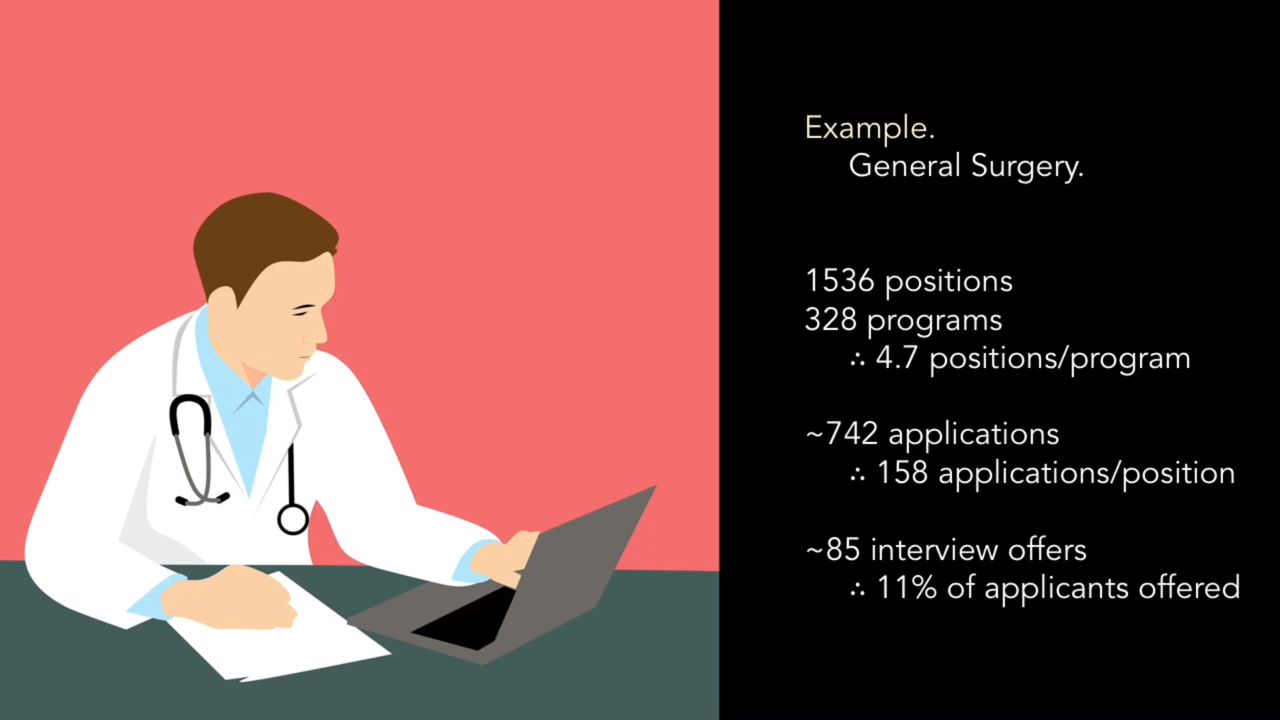 Example.
General Surgery.
1536 positions
328 programs
∴ 4.7 positions/program
~742 applications
∴ 158 applications/position
~85 interview offers
∴ 11% of applicants offered